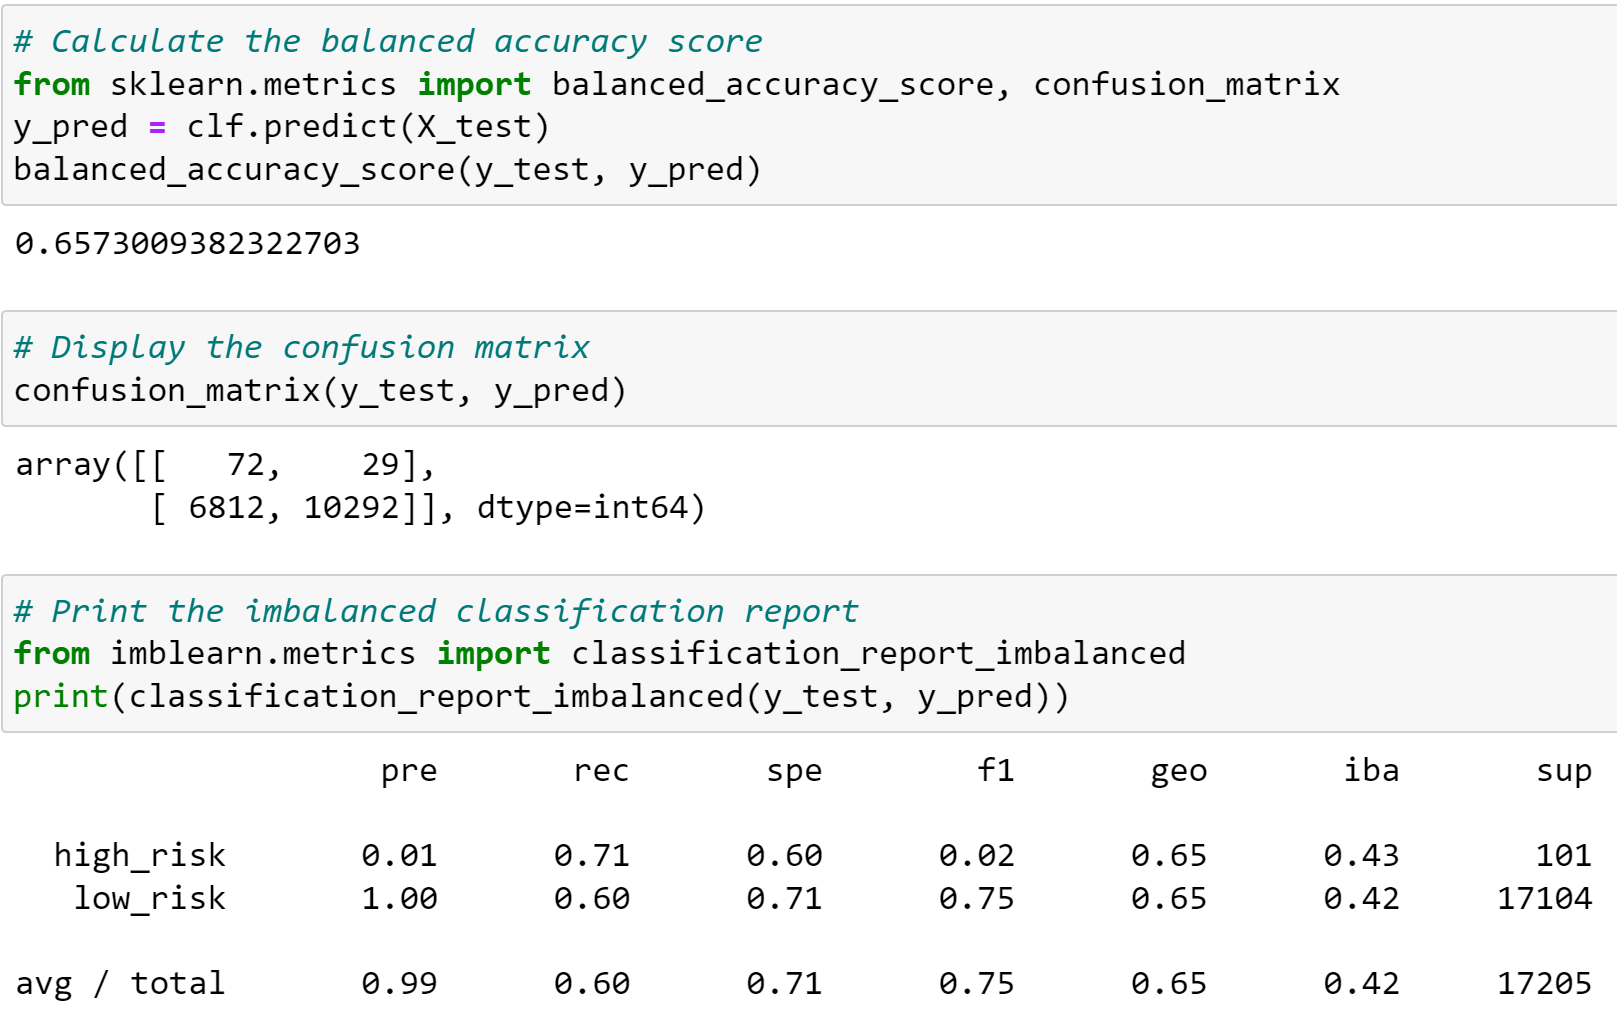 # Calculate the balanced accuracy score
from sklearn.metrics import balanced_accuracy_score, confusion_matrix
y_pred = clf.predict(X_test)
balanced_accuracy_score(y_test, y_pred)
0.6573009382322703
# Display the confusion matrix
confusion_matrix(y_test, y_pred)
array([[   72,    29],
       [ 6812, 10292]], dtype=int64)
# Print the imbalanced classification report
from imblearn.metrics import classification_report_imbalanced
print(classification_report_imbalanced(y_test, y_pred))
                   pre       rec       spe        f1       geo       iba       sup
  high_risk       0.01      0.71      0.60      0.02      0.65      0.43       101
   low_risk       1.00      0.60      0.71      0.75      0.65      0.42     17104
avg / total       0.99      0.60      0.71      0.75      0.65      0.42     17205